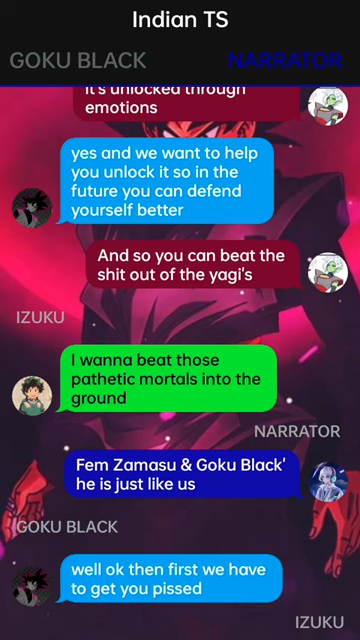 Indian TS
GOKU BLACK
NARRATOR
It's unlocked through
emotions
yes and we want to help
you unlock it so in the
future you can defend
yourself better
And so you can beat the
shit out of the yagi's
IZUKU
I wanna beat those
pathetic mortals into the
ground
NARRATOR
Fem Zamasu & Goku Black'
he is just like us
GOKU BLACK
well ok then first we have
to get you pissed
IZUKU